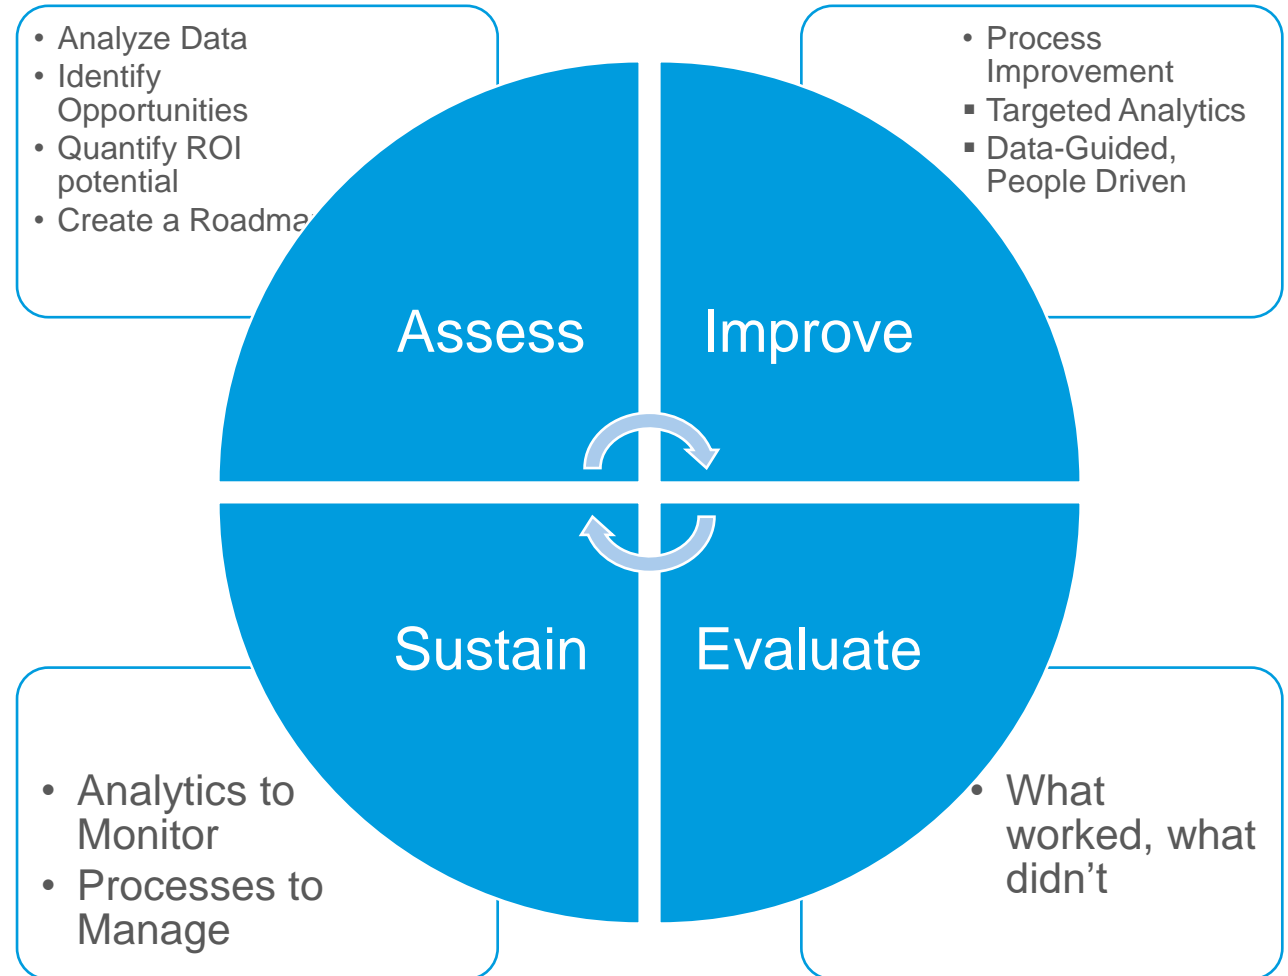 • Analyze Data
• Identify
Opportunities
• Quantify ROI
potential
• Create a Roadma
• Process
Improvement
▪ Targeted Analytics
▪ Data-Guided,
People Driven
Assess
Improve
Sustain
Evaluate
• Analytics to
Monitor
• Processes to
Manage
• What
worked, what
didn’t